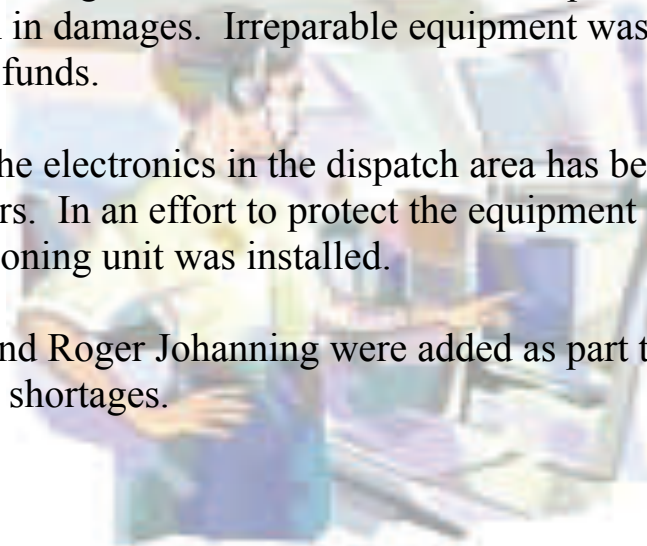 in damages. Irreparable equipment was
funds.
he electronics in the dispatch area has be
rs. In an effort to protect the equipment
oning unit was installed.
nd Roger Johanning were added as part t
shortages.